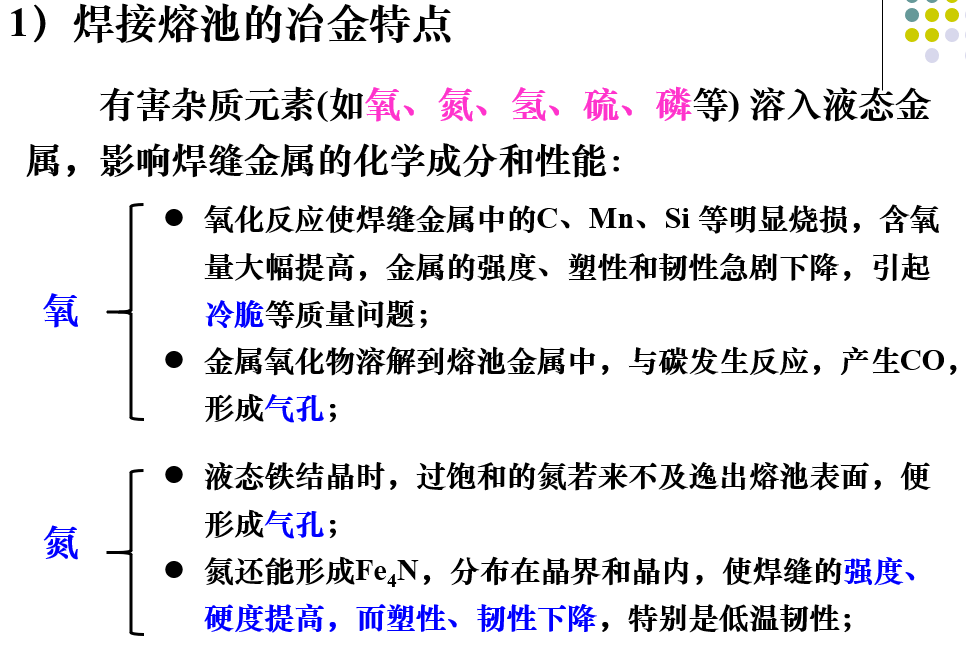 1）焊接熔池的冶金特点
有害杂质元素(如氧、氮、氢、硫、磷等) 溶入液态金
属，影响焊缝金属的化学成分和性能：
氧
● 氧化反应使焊缝金属中的C、Mn、Si 等明显烧损，含氧
量大幅提高，金属的强度、塑性和韧性急剧下降，引起
冷脆等质量问题；
● 金属氧化物溶解到熔池金属中，与碳发生反应，产生CO，
形成气孔；
氮
● 液态铁结晶时，过饱和的氮若来不及逸出熔池表面，便
形成气孔；
● 氮还能形成Fe₄N，分布在晶界和晶内，使焊缝的强度、
硬度提高，而塑性、韧性下降，特别是低温韧性；